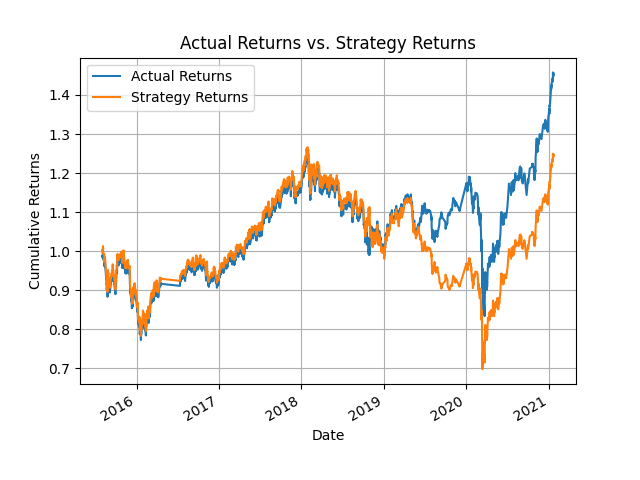 Actual Returns vs. Strategy Returns
Actual Returns
Strategy Returns
Cumulative Returns
1.4
1.3
1.2
1.1
1.0
0.9
0.8
0.7
2016
2017
2018
2019
2020
2021
Date